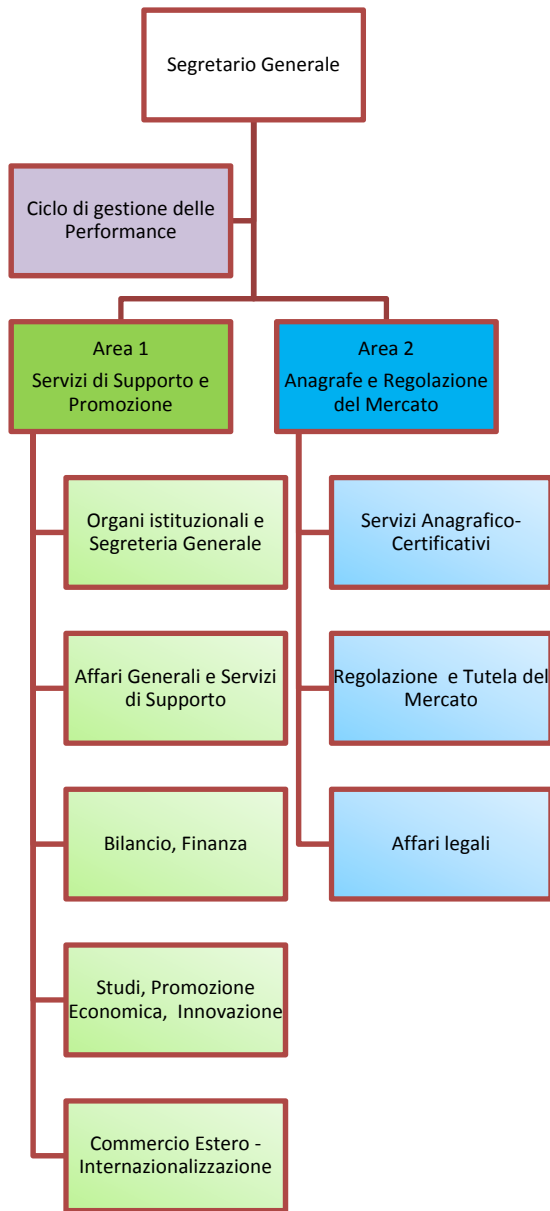 Segretario Generale
Ciclo di gestione delle
Performance
Area 1
Servizi di Supporto e
Promozione
Area 2
Anagrafe e Regolazione
del Mercato
Organi istituzionali e
Segreteria Generale
Affari Generali e Servizi
di Supporto
Bilancio, Finanza
Studi, Promozione
Economica,  Innovazione
Commercio Estero -
Internazionalizzazione
Servizi Anagrafico-
Certificativi
Regolazione  e Tutela del
Mercato
Affari legali